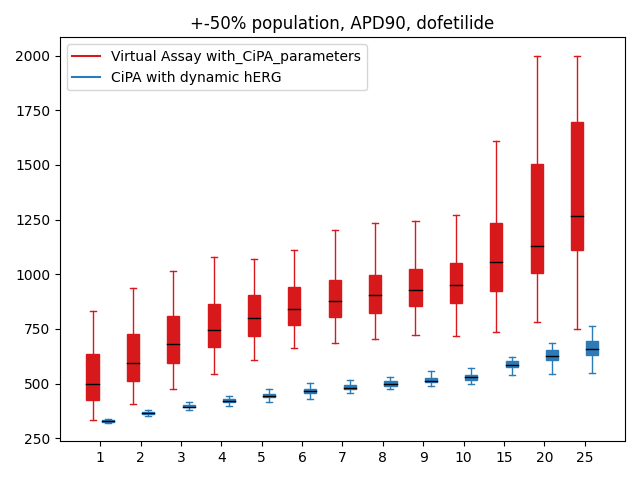 +-50% population, APD90, dofetilide
Virtual Assay with_CiPA_parameters
CiPA with dynamic hERG
2000
1750
1500
1250
1000
750
500
250
1 2 3 4 5 6 7 8 9 10 15 20 25